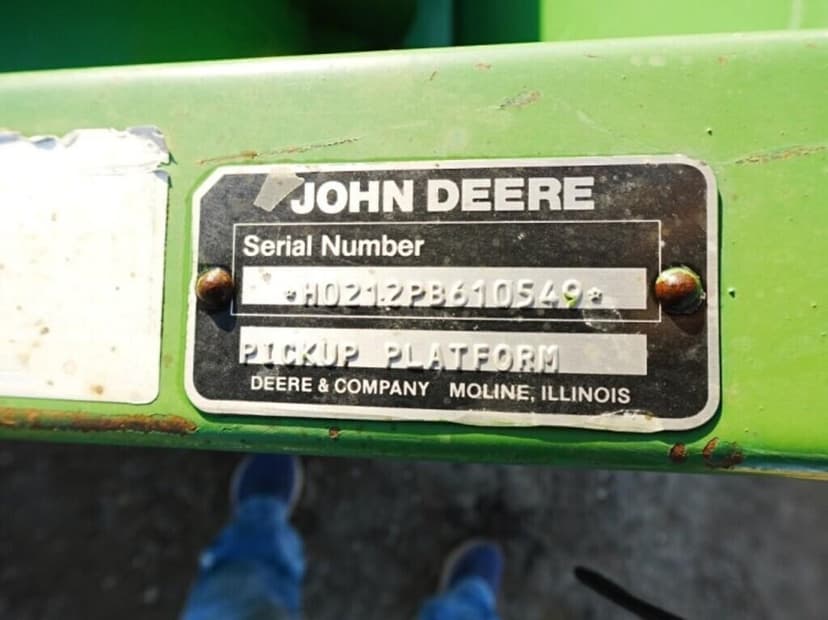 JOHN DEERE
Serial Number
*H0212PB610549*
PICKUP PLATFORM
DEERE & COMPANY MOLINE, ILLINOIS